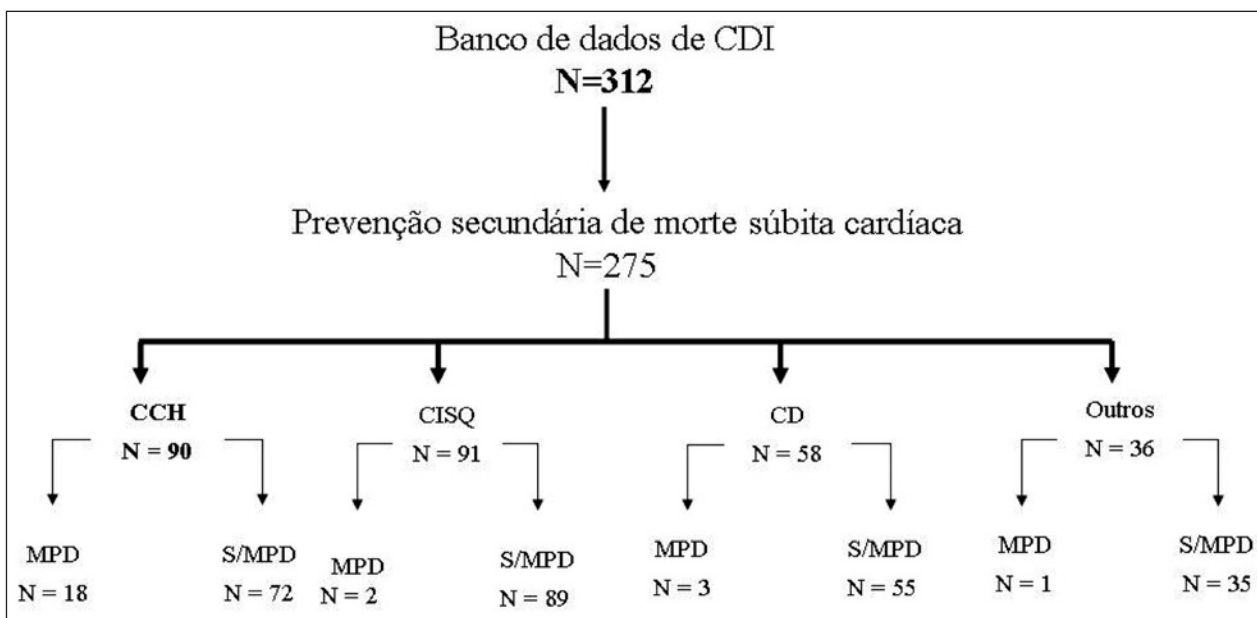 Banco de dados de CDI
N=312
Prevenção secundária de morte súbita cardíaca
N=275
CCH
N = 90
CISQ
N = 91
CD
N = 58
Outros
N = 36
MPD
N = 18
S/MPD
N = 72
MPD
N = 2
S/MPD
N = 89
MPD
N = 3
S/MPD
N = 55
MPD
N = 1
S/MPD
N = 35